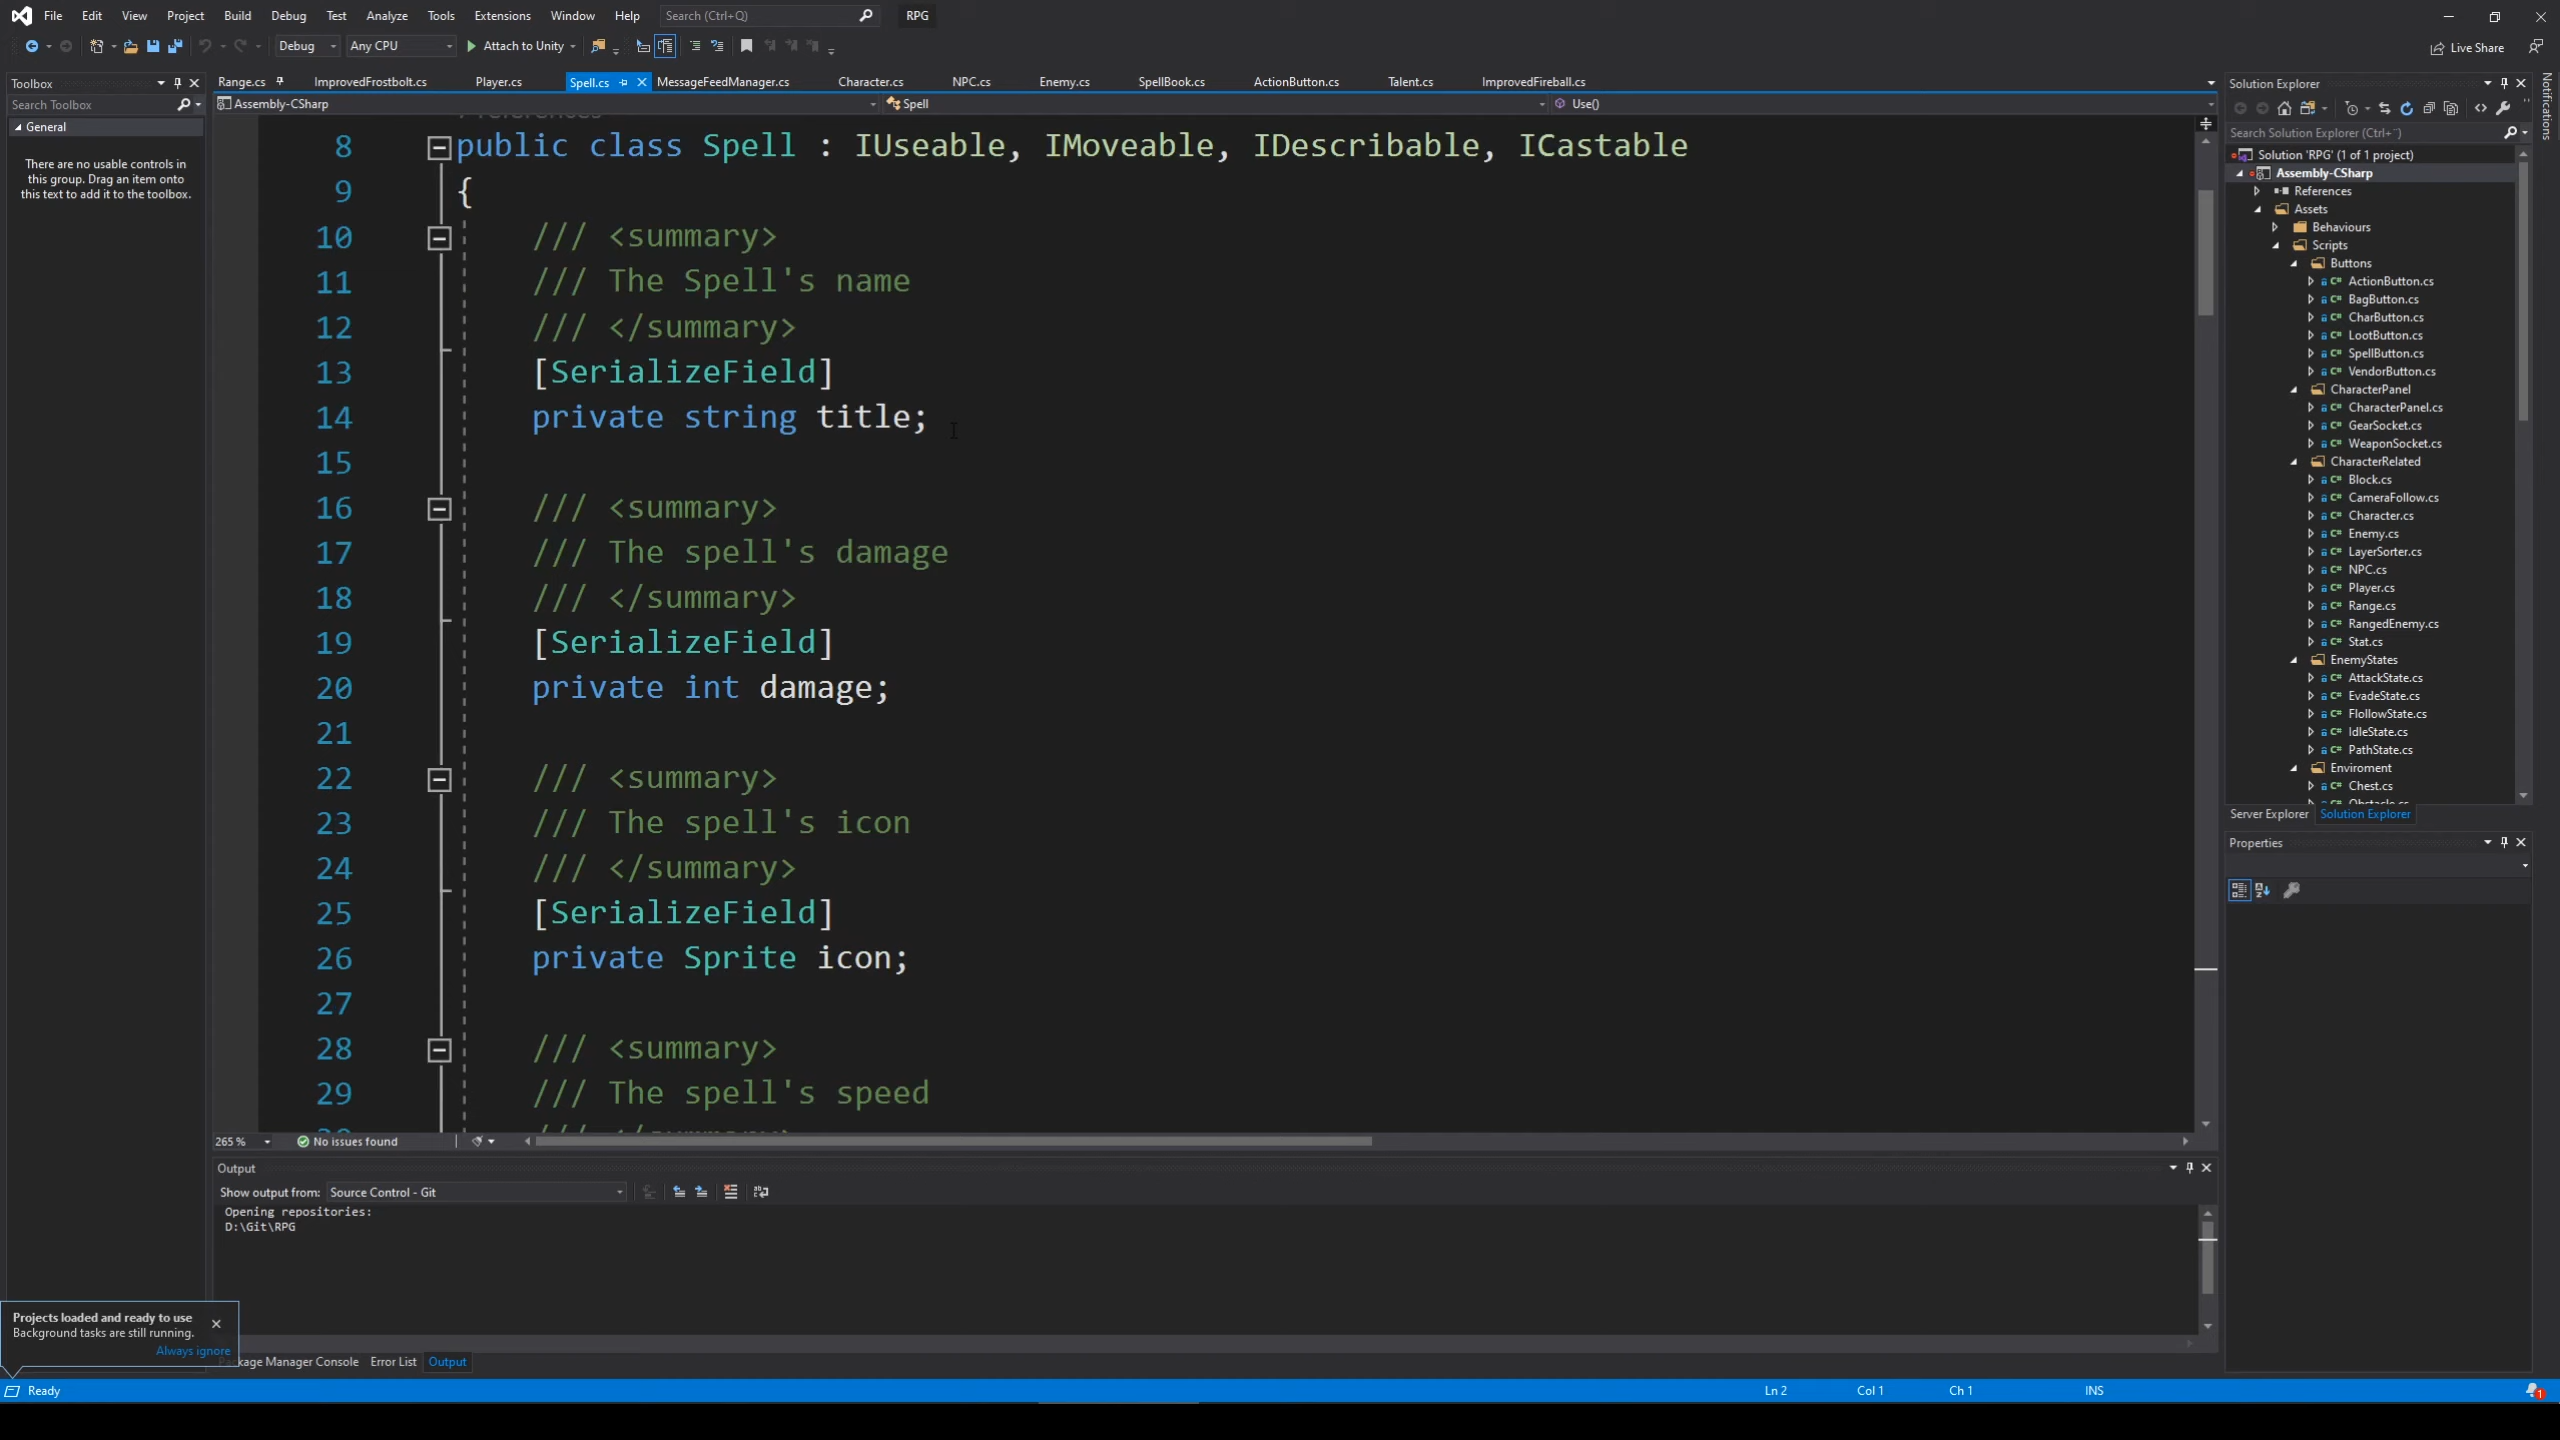 File Edit View Project Build Debug Test Analyze Tools Extensions Window Help Search (Ctrl+Q) RPG
Debug Any CPU Attach to Unity Live Share
Toolbox
Search Toolbox
General
There are no usable controls in
this group. Drag an item onto
this text to add it to the toolbox.
Range.cs ImprovedFrostbolt.cs Player.cs Spell.cs MessageFeedManager.cs Character.cs NPC.cs Enemy.cs SpellBook.cs ActionButton.cs Talent.cs ImprovedFireball.cs
Assembly-CSharp Spell Use()
8 public class Spell : IUseable, IMoveable, IDescribable, ICastable
9 {
10 /// <summary>
11 /// The Spell's name
12 /// </summary>
13 [SerializeField]
14 private string title;
15
16 /// <summary>
17 /// The spell's damage
18 /// </summary>
19 [SerializeField]
20 private int damage;
21
22 /// <summary>
23 /// The spell's icon
24 /// </summary>
25 [SerializeField]
26 private Sprite icon;
27
28 /// <summary>
29 /// The spell's speed
265 % No issues found
Output
Show output from: Source Control - Git
Opening repositories:
D:\Git\RPG
Projects loaded and ready to use
Background tasks are still running.
Always ignore
ckage Manager Console Error List Output
Ready Ln 2 Col 1 Ch 1 INS 1
Solution Explorer
Search Solution Explorer (Ctrl+¨)
Solution 'RPG' (1 of 1 project)
Assembly-CSharp
References
Assets
Behaviours
Scripts
Buttons
C# ActionButton.cs
C# BagButton.cs
C# CharButton.cs
C# LootButton.cs
C# SpellButton.cs
C# VendorButton.cs
CharacterPanel
C# CharacterPanel.cs
C# GearSocket.cs
C# WeaponSocket.cs
CharacterRelated
C# Block.cs
C# CameraFollow.cs
C# Character.cs
C# Enemy.cs
C# LayerSorter.cs
C# NPC.cs
C# Player.cs
C# Range.cs
C# RangedEnemy.cs
C# Stat.cs
EnemyStates
C# AttackState.cs
C# EvadeState.cs
C# FlollowState.cs
C# IdleState.cs
C# PathState.cs
Enviroment
C# Chest.cs
Server Explorer Solution Explorer
Properties
Notifications